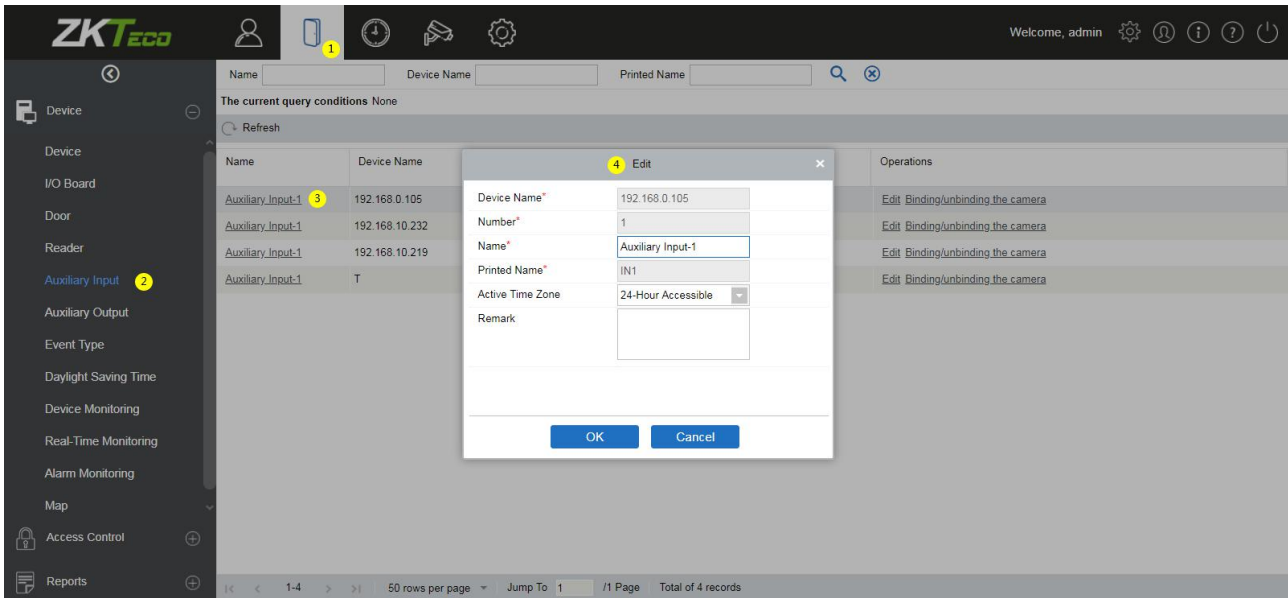 ZKTeco
1
Welcome, admin
Name Device Name Printed Name
The current query conditions None
Refresh
Device
Device
I/O Board
Door
Reader
Auxiliary Input 2
Auxiliary Output
Event Type
Daylight Saving Time
Device Monitoring
Real-Time Monitoring
Alarm Monitoring
Map
Access Control
Reports
Name Device Name Operations
Auxiliary Input-1 3 192.168.0.105 Edit Binding/unbinding the camera
Auxiliary Input-1 192.168.10.232 Edit Binding/unbinding the camera
Auxiliary Input-1 192.168.10.219 Edit Binding/unbinding the camera
Auxiliary Input-1 T Edit Binding/unbinding the camera
4 Edit
Device Name* 192.168.0.105
Number* 1
Name* Auxiliary Input-1
Printed Name* IN1
Active Time Zone 24-Hour Accessible
Remark
OK Cancel
1-4 50 rows per page Jump To 1 /1 Page Total of 4 records